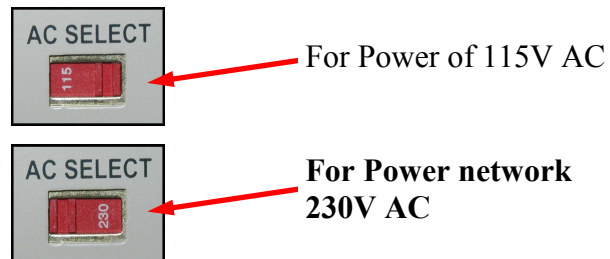 AC SELECT
115
For Power of 115V AC
AC SELECT
230
For Power network
230V AC